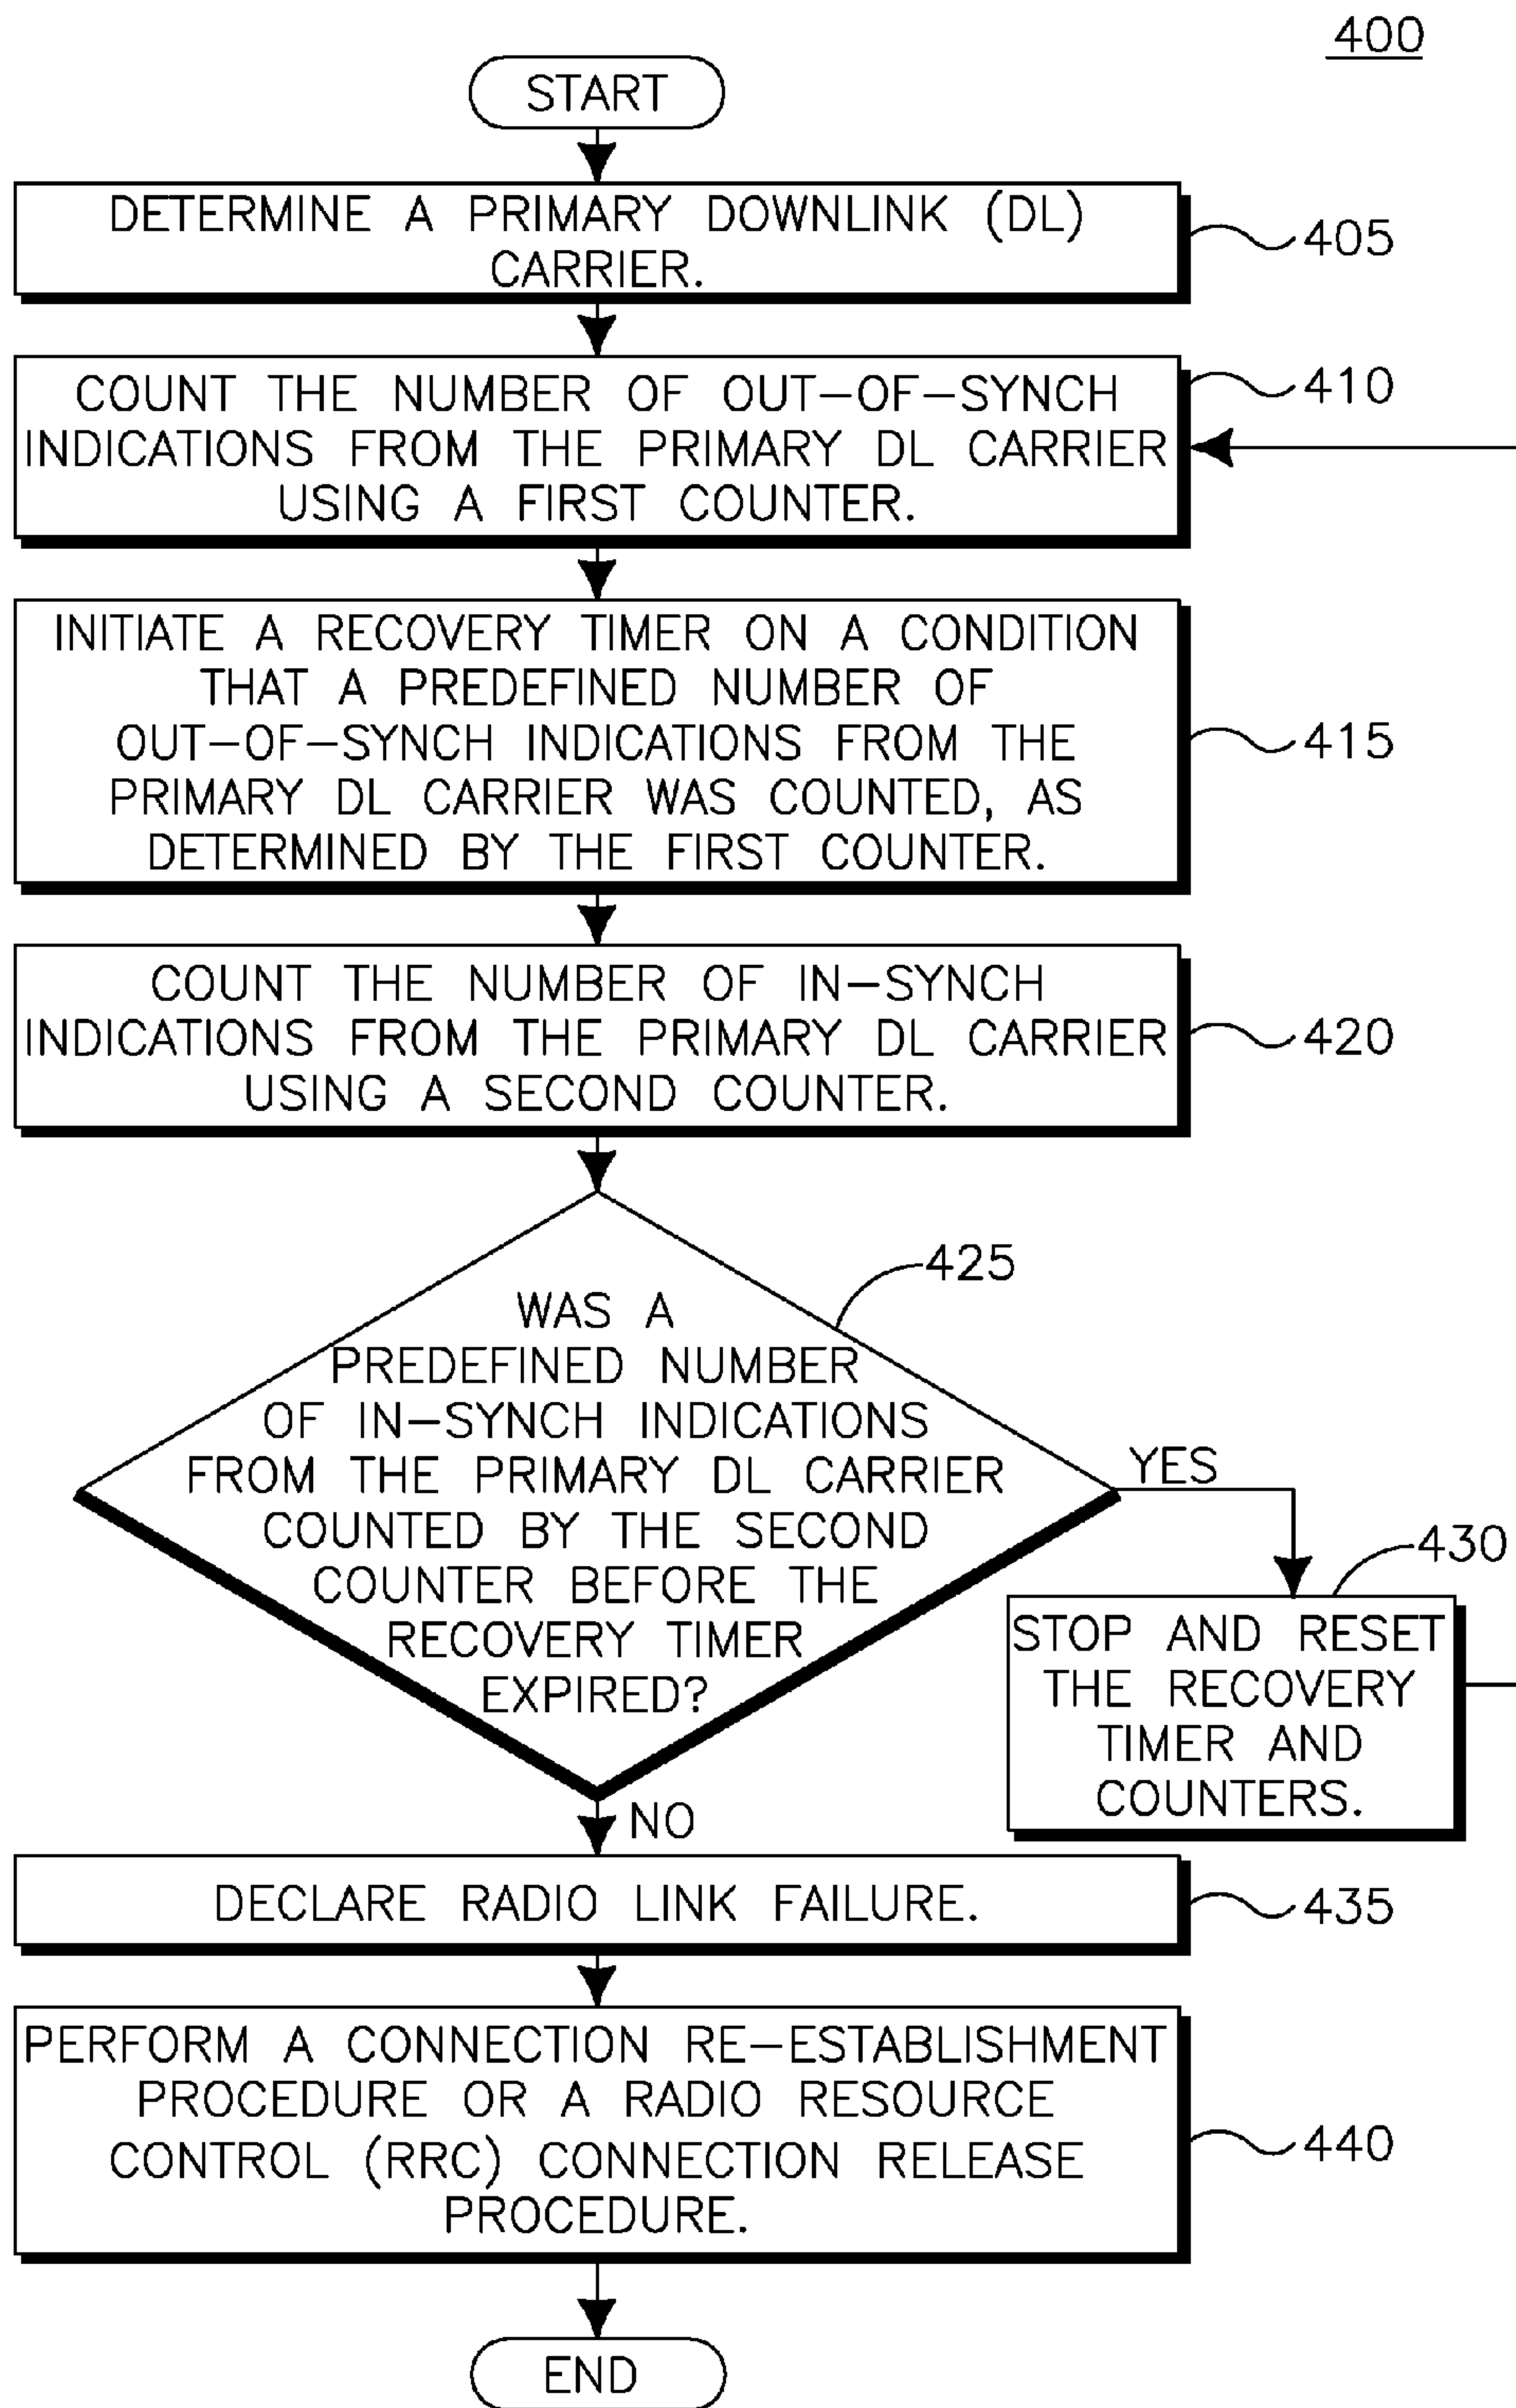 400
START
DETERMINE A PRIMARY DOWNLINK (DL)
CARRIER.
405
COUNT THE NUMBER OF OUT-OF-SYNCH
INDICATIONS FROM THE PRIMARY DL CARRIER
USING A FIRST COUNTER.
410
INITIATE A RECOVERY TIMER ON A CONDITION
THAT A PREDEFINED NUMBER OF
OUT-OF-SYNCH INDICATIONS FROM THE
PRIMARY DL CARRIER WAS COUNTED, AS
DETERMINED BY THE FIRST COUNTER.
415
COUNT THE NUMBER OF IN-SYNCH
INDICATIONS FROM THE PRIMARY DL CARRIER
USING A SECOND COUNTER.
420
425
WAS A
PREDEFINED NUMBER
OF IN-SYNCH INDICATIONS
FROM THE PRIMARY DL CARRIER
COUNTED BY THE SECOND
COUNTER BEFORE THE
RECOVERY TIMER
EXPIRED?
YES
430
STOP AND RESET
THE RECOVERY
TIMER AND
COUNTERS.
NO
DECLARE RADIO LINK FAILURE.
435
PERFORM A CONNECTION RE-ESTABLISHMENT
PROCEDURE OR A RADIO RESOURCE
CONTROL (RRC) CONNECTION RELEASE
PROCEDURE.
440
END